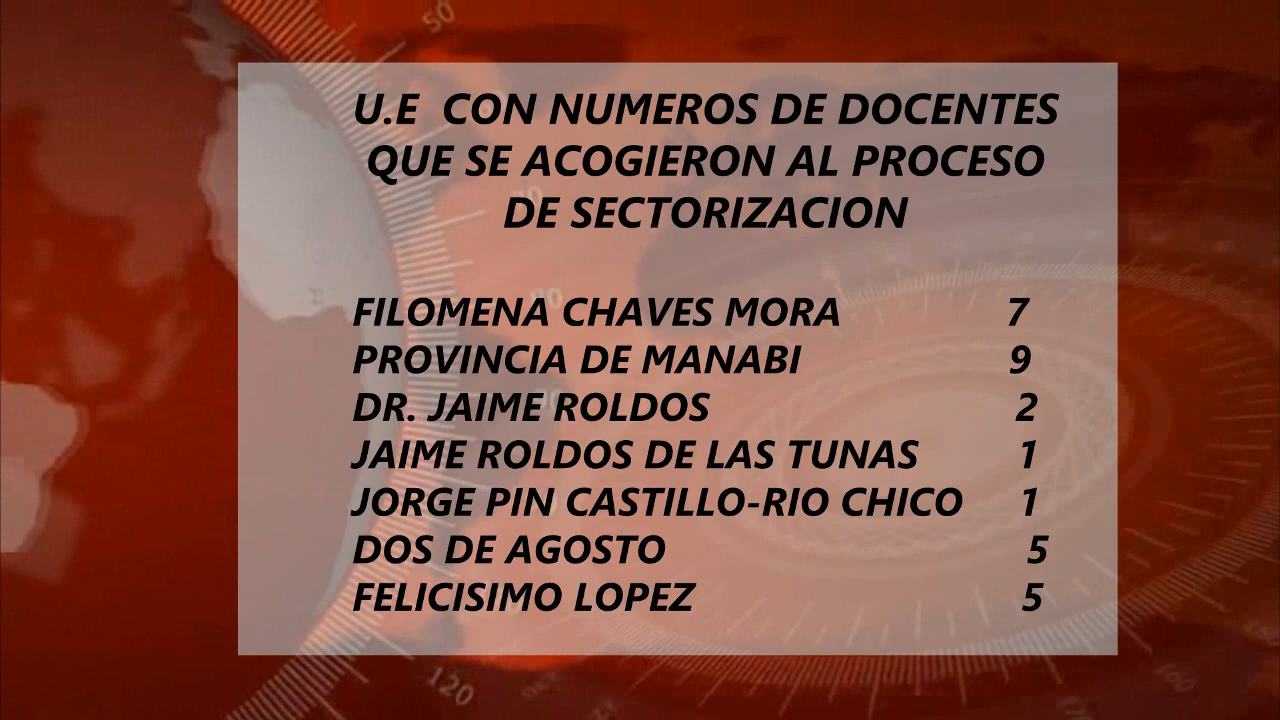 U.E CON NUMEROS DE DOCENTES
QUE SE ACOGIERON AL PROCESO
DE SECTORIZACION
FILOMENA CHAVES MORA 7
PROVINCIA DE MANABI 9
DR. JAIME ROLDOS 2
JAIME ROLDOS DE LAS TUNAS 1
JORGE PIN CASTILLO-RIO CHICO 1
DOS DE AGOSTO 5
FELICISIMO LOPEZ 5
50
120